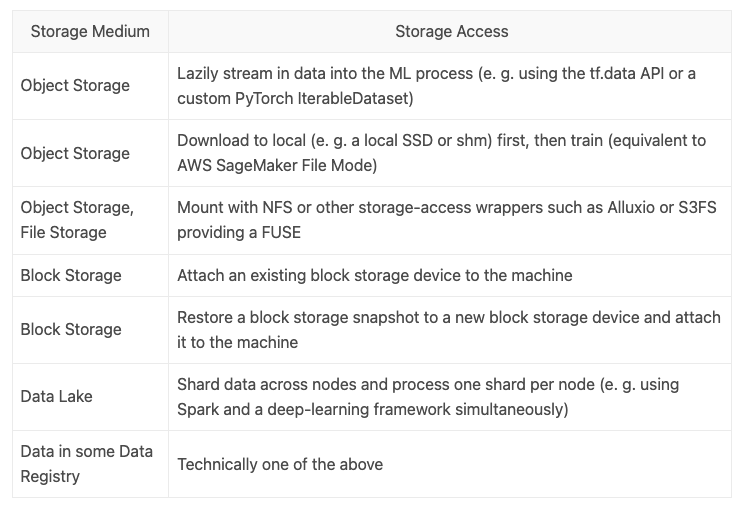 Storage Medium
Storage Access
Object Storage
Lazily stream in data into the ML process (e. g. using the tf.data API or a
custom PyTorch IterableDataset)
Object Storage
Download to local (e. g. a local SSD or shm) first, then train (equivalent to
AWS SageMaker File Mode)
Object Storage,
File Storage
Mount with NFS or other storage-access wrappers such as Alluxio or S3FS
providing a FUSE
Block Storage
Attach an existing block storage device to the machine
Block Storage
Restore a block storage snapshot to a new block storage device and attach
it to the machine
Data Lake
Shard data across nodes and process one shard per node (e. g. using
Spark and a deep-learning framework simultaneously)
Data in some Data
Registry
Technically one of the above